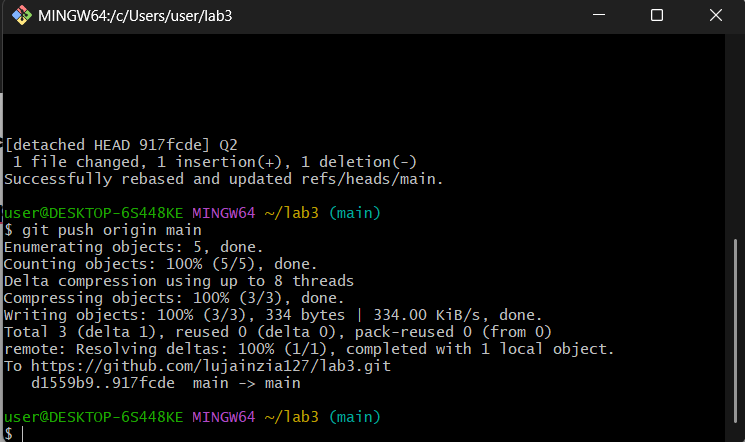 MINGW64:/c/Users/user/lab3
[detached HEAD 917fcde] Q2
 1 file changed, 1 insertion(+), 1 deletion(-)
Successfully rebased and updated refs/heads/main.
user@DESKTOP-6S448KE MINGW64 ~/lab3 (main)
$ git push origin main
Enumerating objects: 5, done.
Counting objects: 100% (5/5), done.
Delta compression using up to 8 threads
Compressing objects: 100% (3/3), done.
Writing objects: 100% (3/3), 334 bytes | 334.00 KiB/s, done.
Total 3 (delta 1), reused 0 (delta 0), pack-reused 0 (from 0)
remote: Resolving deltas: 100% (1/1), completed with 1 local object.
To https://github.com/lujainzia127/lab3.git
   d1559b9..917fcde  main -> main
user@DESKTOP-6S448KE MINGW64 ~/lab3 (main)
$